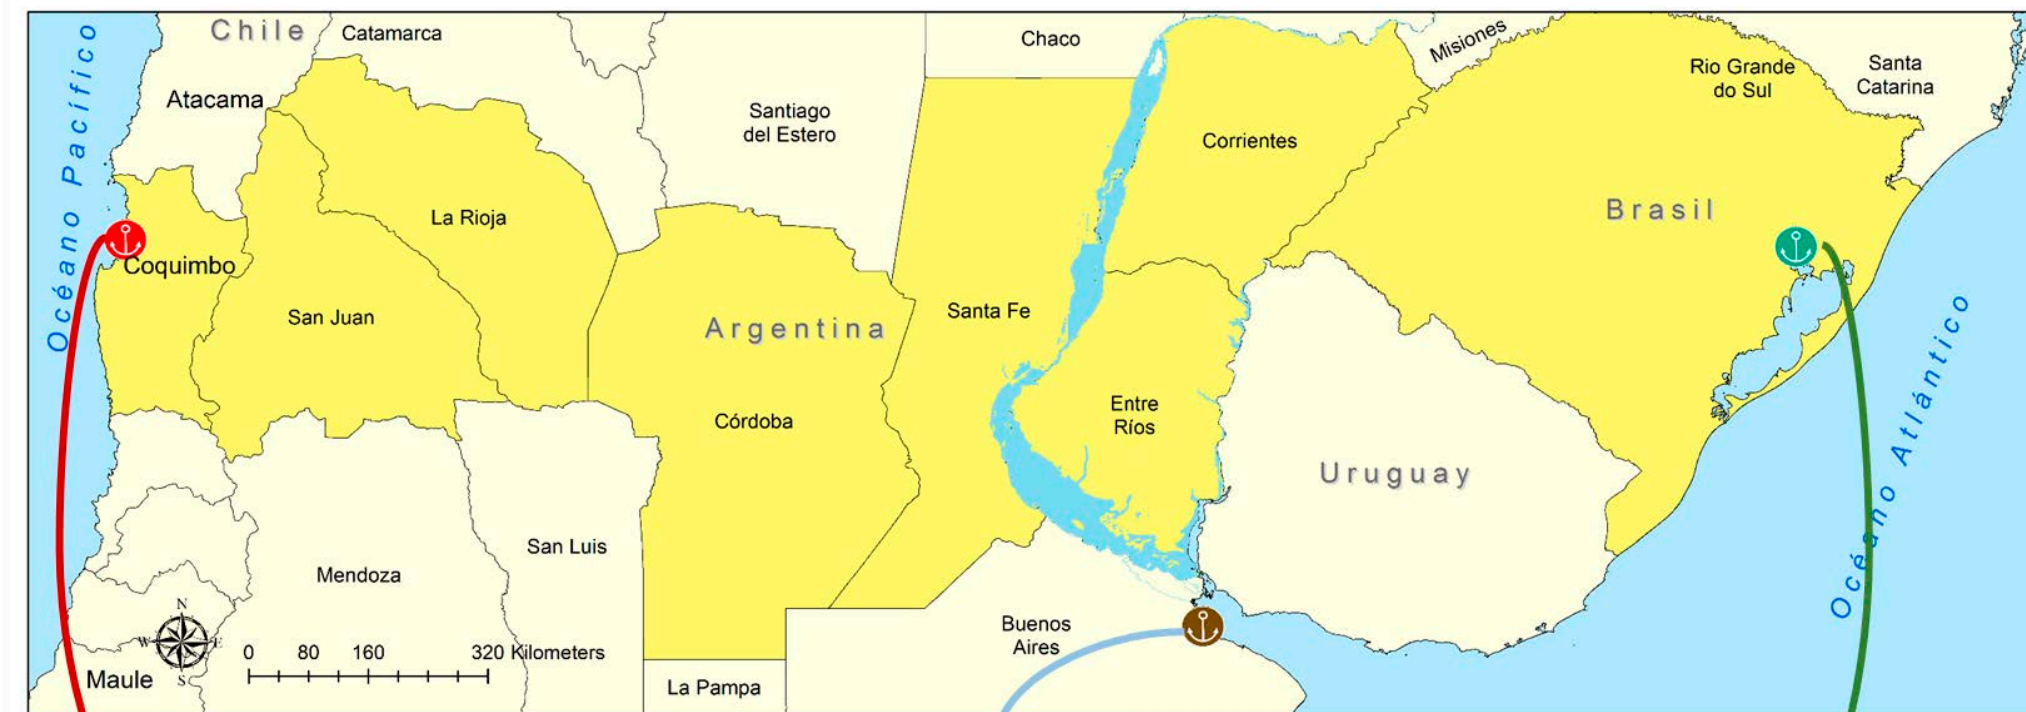 Chile
Catamarca
Chaco
Misiones
Rio Grande
do Sul
Santa
Catarina
Océano Pacífico
Atacama
Santiago
del Estero
Corrientes
La Rioja
Brasil
Coquimbo
San Juan
Argentina
Santa Fe
Océano Atlántico
Córdoba
Entre
Ríos
Uruguay
San Luis
Mendoza
N
W
E
S
0 80 160 320 Kilometers
Buenos
Aires
Maule
La Pampa